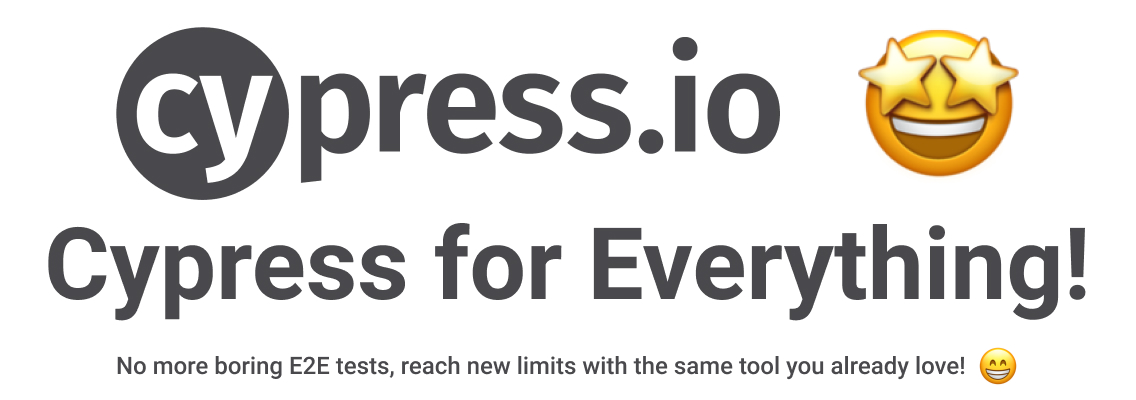 cypress.io
Cypress for Everything!
No more boring E2E tests, reach new limits with the same tool you already love!